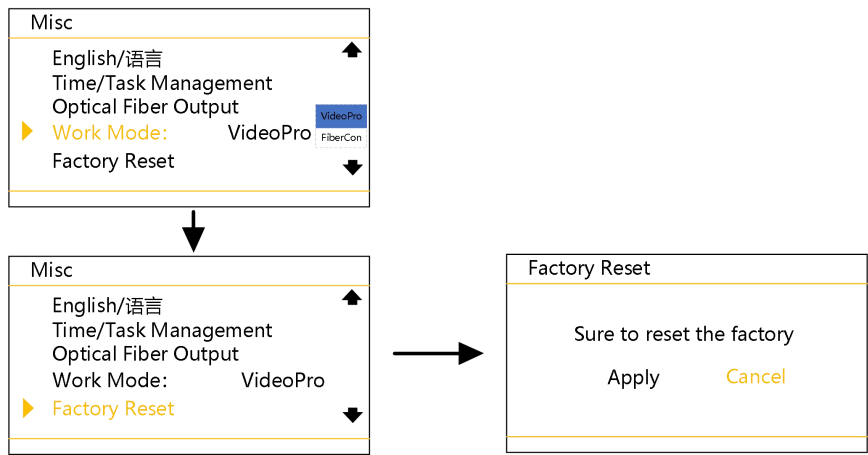 Misc
English/语言
Time/Task Management
Optical Fiber Output
Work Mode: VideoPro
VideoPro
FiberCon
Factory Reset
Misc
English/语言
Time/Task Management
Optical Fiber Output
Work Mode: VideoPro
Factory Reset
Factory Reset
Sure to reset the factory
Apply Cancel